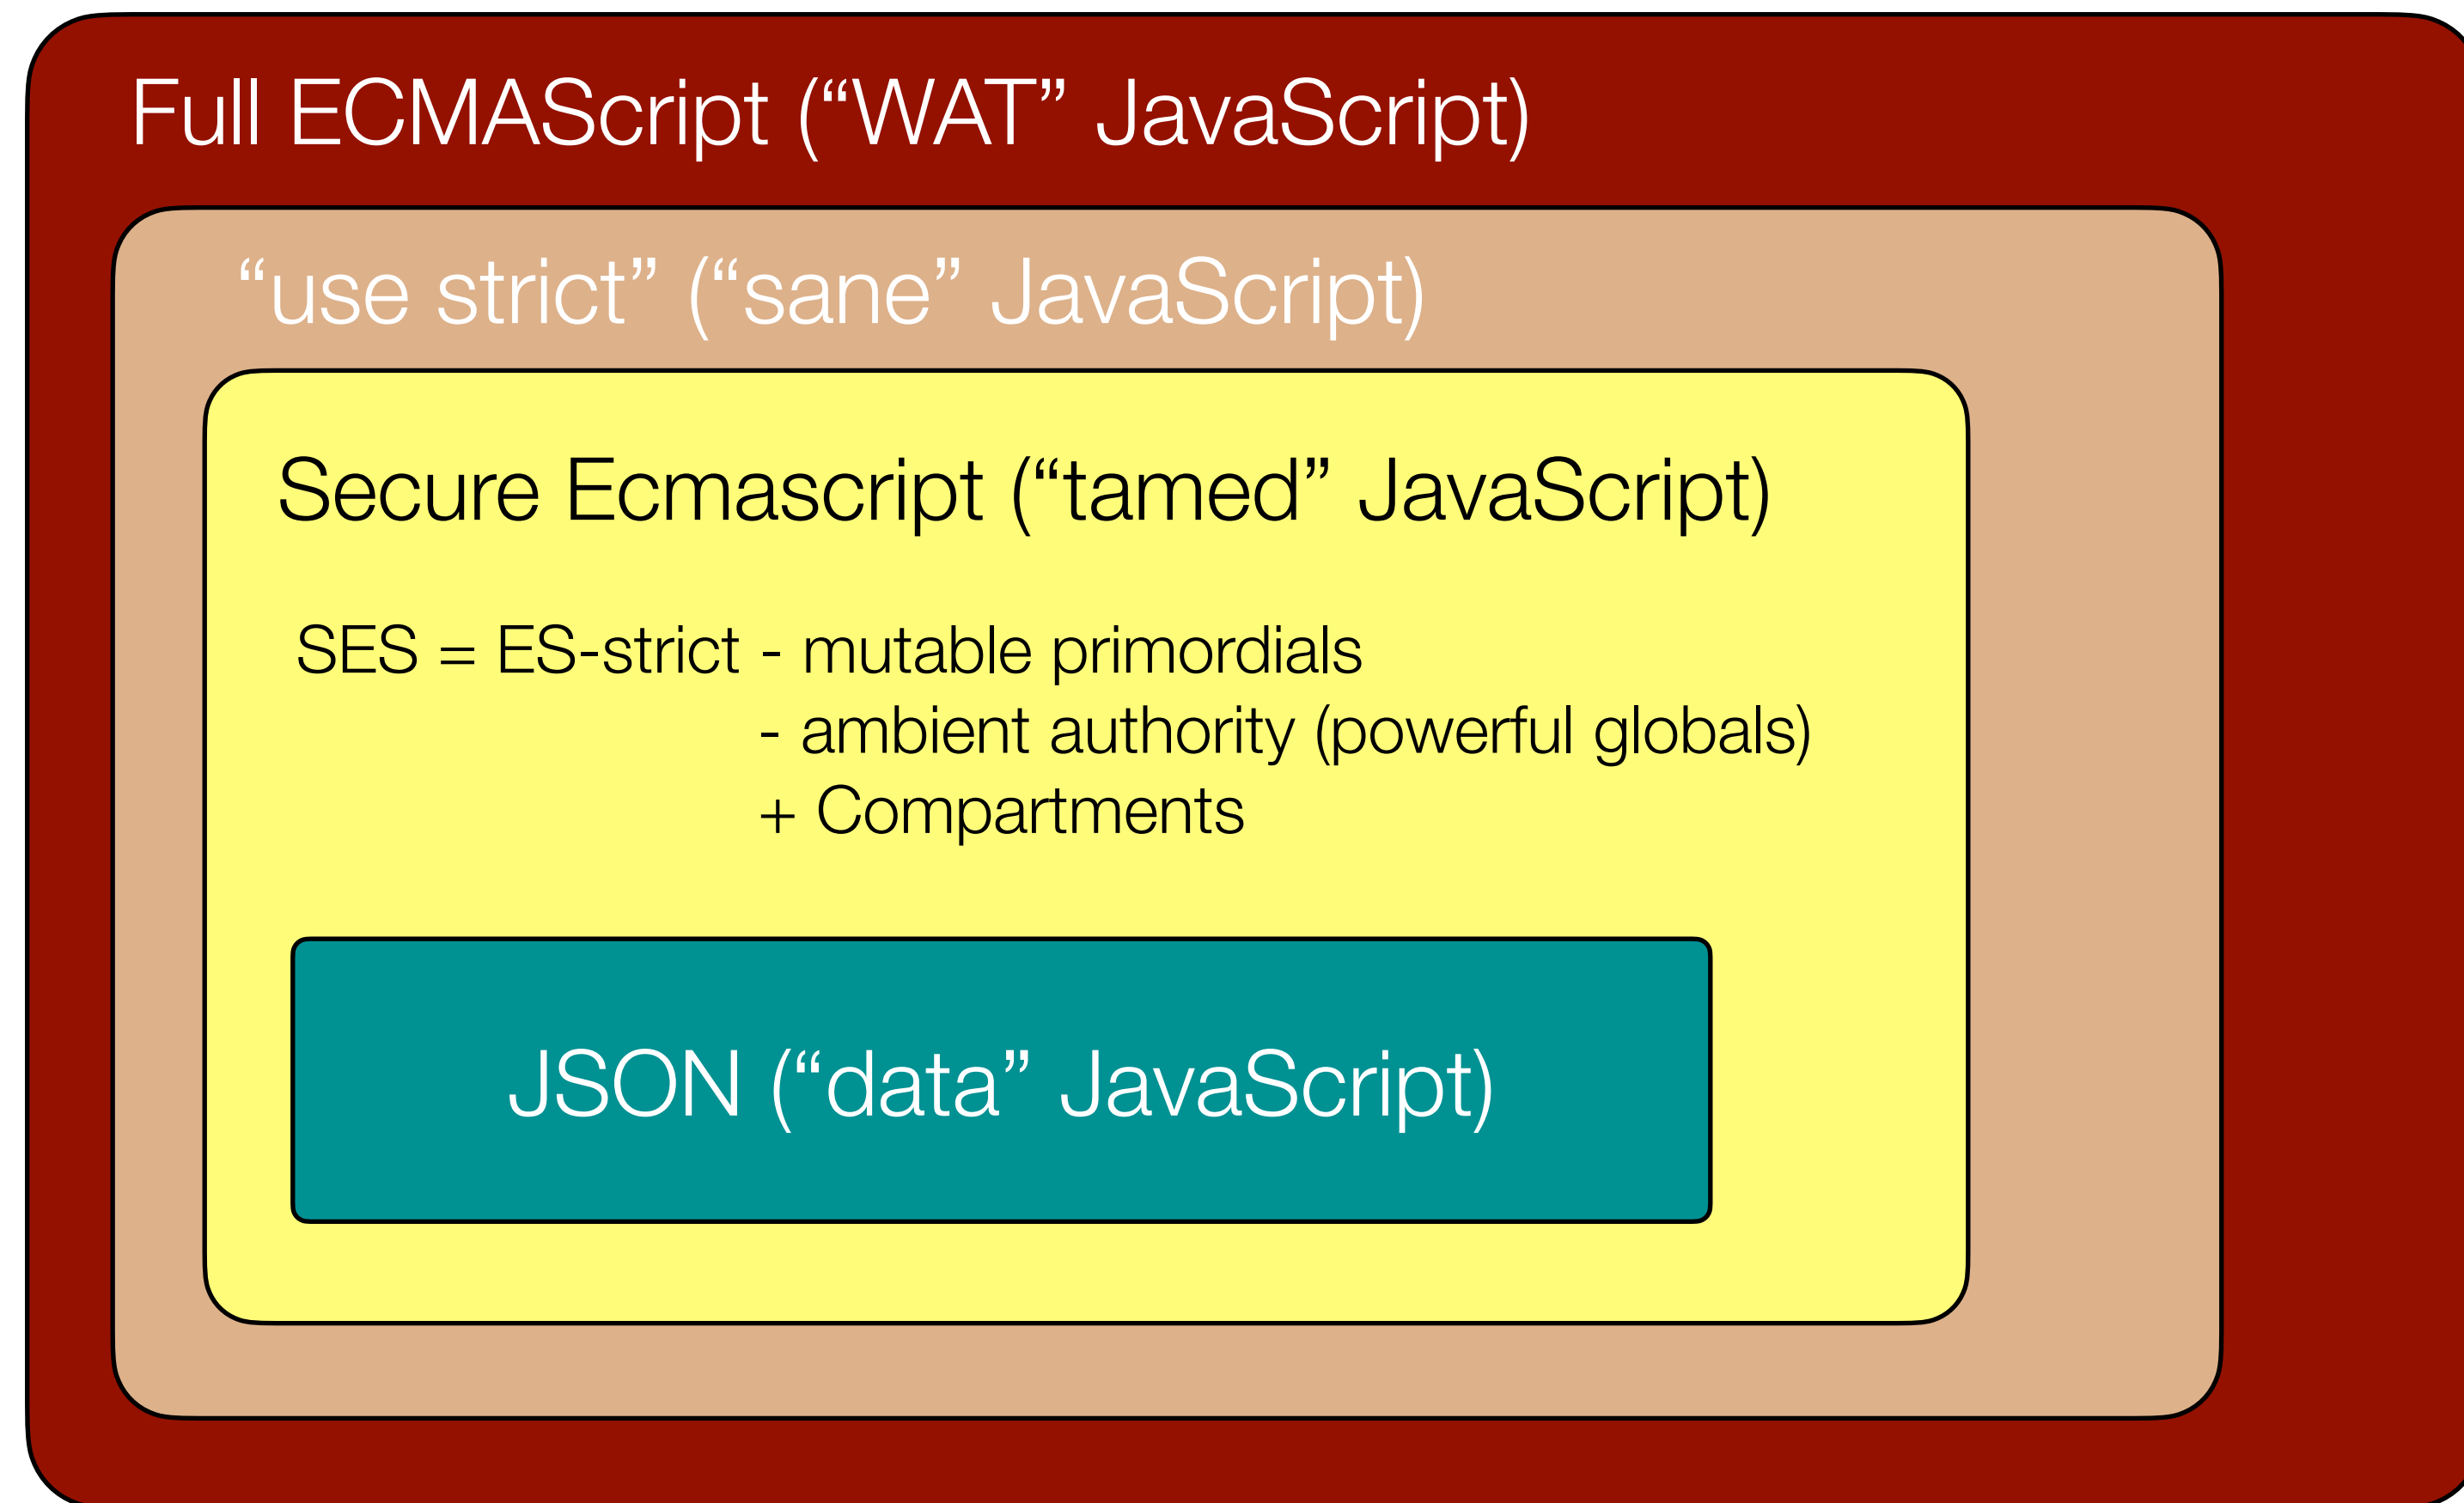 Full ECMAScript (“WAT” JavaScript)
“use strict” (“sane” JavaScript)
Secure Ecmascript (“tamed” JavaScript)
SES = ES-strict - mutable primordials
- ambient authority (powerful globals)
+ Compartments
JSON (“data” JavaScript)